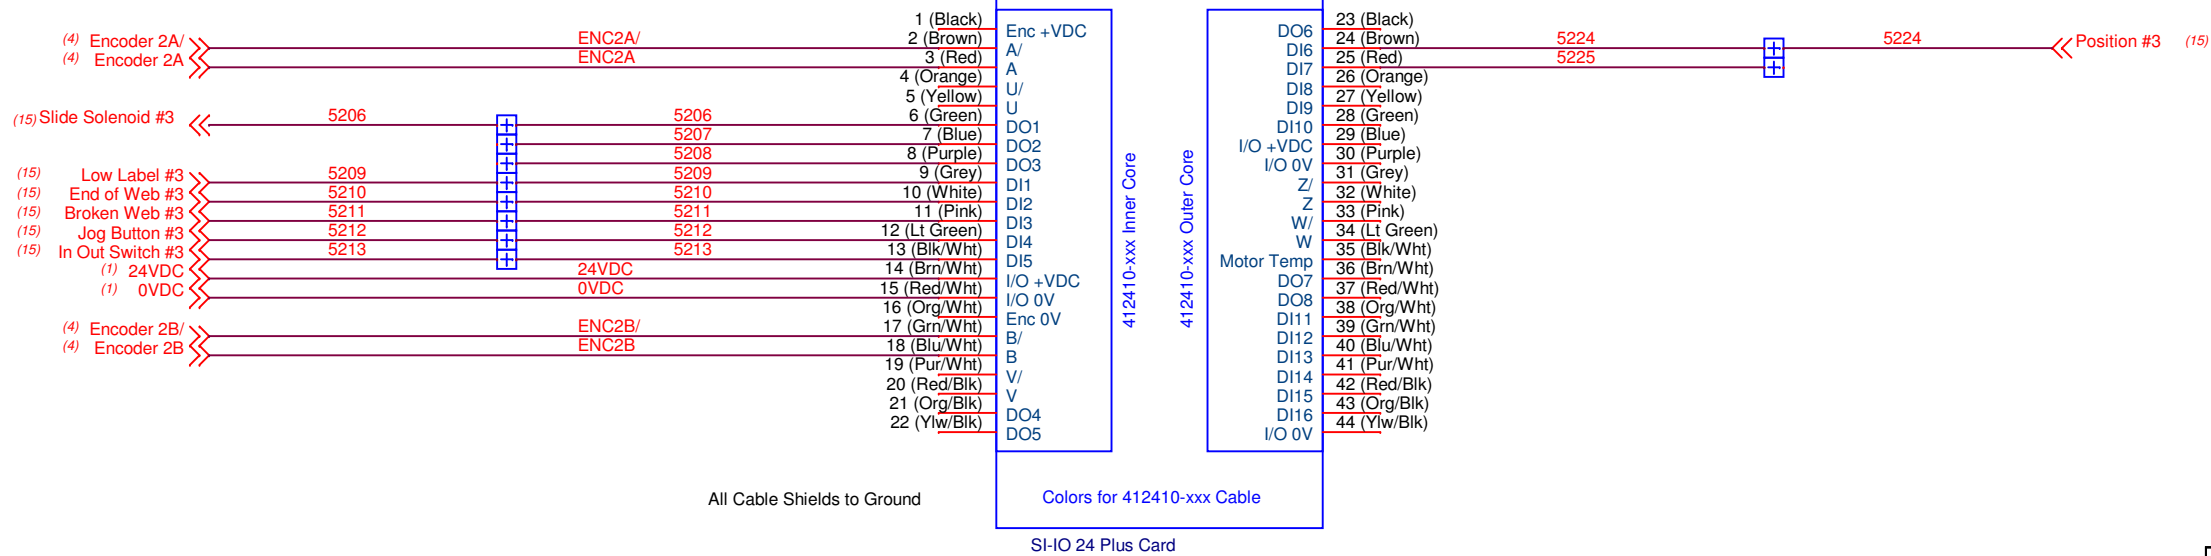 1 (Black) 23 (Black)
Enc +VDC DO6
(4) Encoder 2A/ ENC2A/ 2 (Brown) A/ DI6 24 (Brown) 5224 5224 Position #3 (15)
(4) Encoder 2A ENC2A 3 (Red) A DI7 25 (Red) 5225
4 (Orange) U/ DI8 26 (Orange)
5 (Yellow) U DI9 27 (Yellow)
(15) Slide Solenoid #3 5206 5206 6 (Green) DO1 DI10 28 (Green)
5207 7 (Blue) DO2 I/O +VDC 29 (Blue)
5208 8 (Purple) DO3 I/O 0V 30 (Purple)
(15) Low Label #3 5209 5209 9 (Grey) DI1 Z/ 31 (Grey)
(15) End of Web #3 5210 5210 10 (White) DI2 Z 32 (White)
(15) Broken Web #3 5211 5211 11 (Pink) DI3 W/ 33 (Pink)
(15) Jog Button #3 5212 5212 12 (Lt Green) DI4 W 34 (Lt Green)
(15) In Out Switch #3 5213 5213 13 (Blk/Wht) DI5 Motor Temp 35 (Blk/Wht)
(1) 24VDC 24VDC 14 (Brn/Wht) I/O +VDC DO7 36 (Brn/Wht)
(1) 0VDC 0VDC 15 (Red/Wht) I/O 0V DO8 37 (Red/Wht)
16 (Org/Wht) Enc 0V DI11 38 (Org/Wht)
(4) Encoder 2B/ ENC2B/ 17 (Grn/Wht) B/ DI12 39 (Grn/Wht)
(4) Encoder 2B ENC2B 18 (Blu/Wht) B DI13 40 (Blu/Wht)
19 (Pur/Wht) V/ DI14 41 (Pur/Wht)
20 (Red/Blk) V DI15 42 (Red/Blk)
21 (Org/Blk) DO4 DI16 43 (Org/Blk)
22 (Ylw/Blk) DO5 I/O 0V 44 (Ylw/Blk)
412410-xxx Inner Core
412410-xxx Outer Core
All Cable Shields to Ground
Colors for 412410-xxx Cable
SI-IO 24 Plus Card